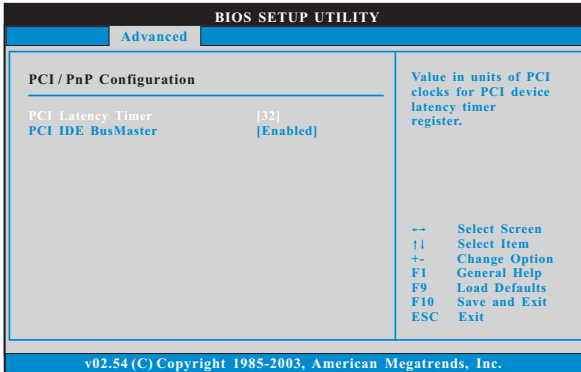 BIOS SETUP UTILITY
Advanced
PCI / PnP Configuration
PCI Latency Timer [32]
PCI IDE BusMaster [Enabled]
Value in units of PCI
clocks for PCI device
latency timer
register.
←→ Select Screen
↑↓ Select Item
+- Change Option
F1 General Help
F9 Load Defaults
F10 Save and Exit
ESC Exit
v02.54 (C) Copyright 1985-2003, American Megatrends, Inc.